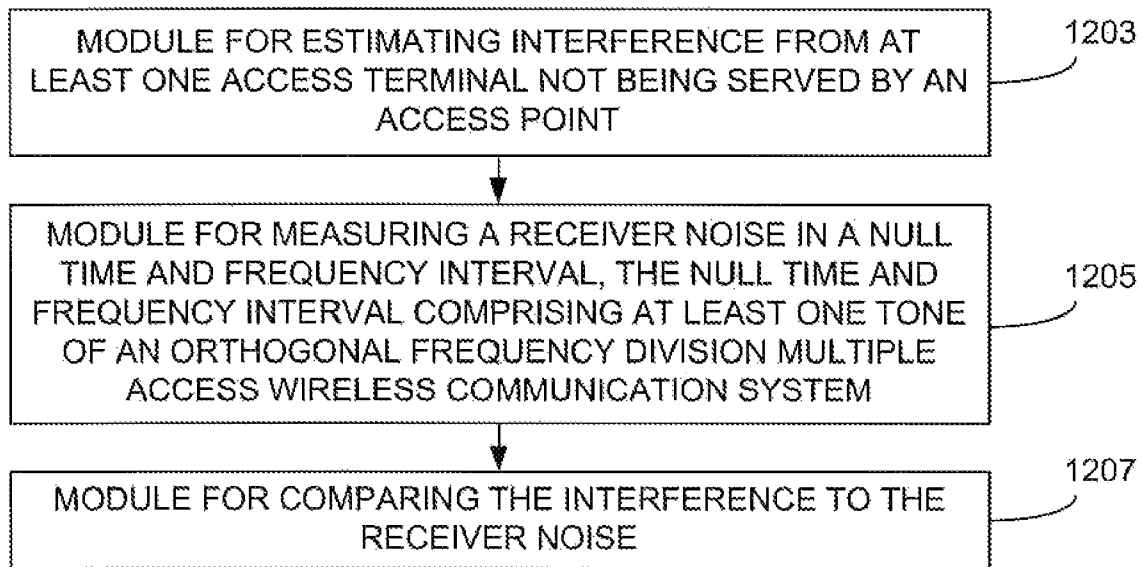 MODULE FOR ESTIMATING INTERFERENCE FROM AT
LEAST ONE ACCESS TERMINAL NOT BEING SERVED BY AN
ACCESS POINT
1203
MODULE FOR MEASURING A RECEIVER NOISE IN A NULL
TIME AND FREQUENCY INTERVAL, THE NULL TIME AND
FREQUENCY INTERVAL COMPRISING AT LEAST ONE TONE
OF AN ORTHOGONAL FREQUENCY DIVISION MULTIPLE
ACCESS WIRELESS COMMUNICATION SYSTEM
1205
MODULE FOR COMPARING THE INTERFERENCE TO THE
RECEIVER NOISE
1207